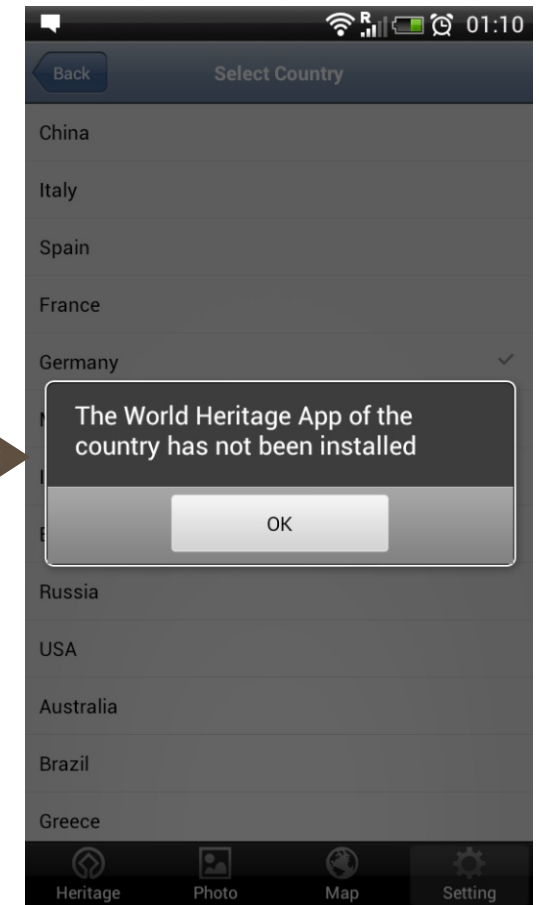 R 01:10
Back Select Country
China
Italy
Spain
France
Germany
The World Heritage App of the
country has not been installed
OK
Russia
USA
Australia
Brazil
Greece
Heritage Photo Map Setting